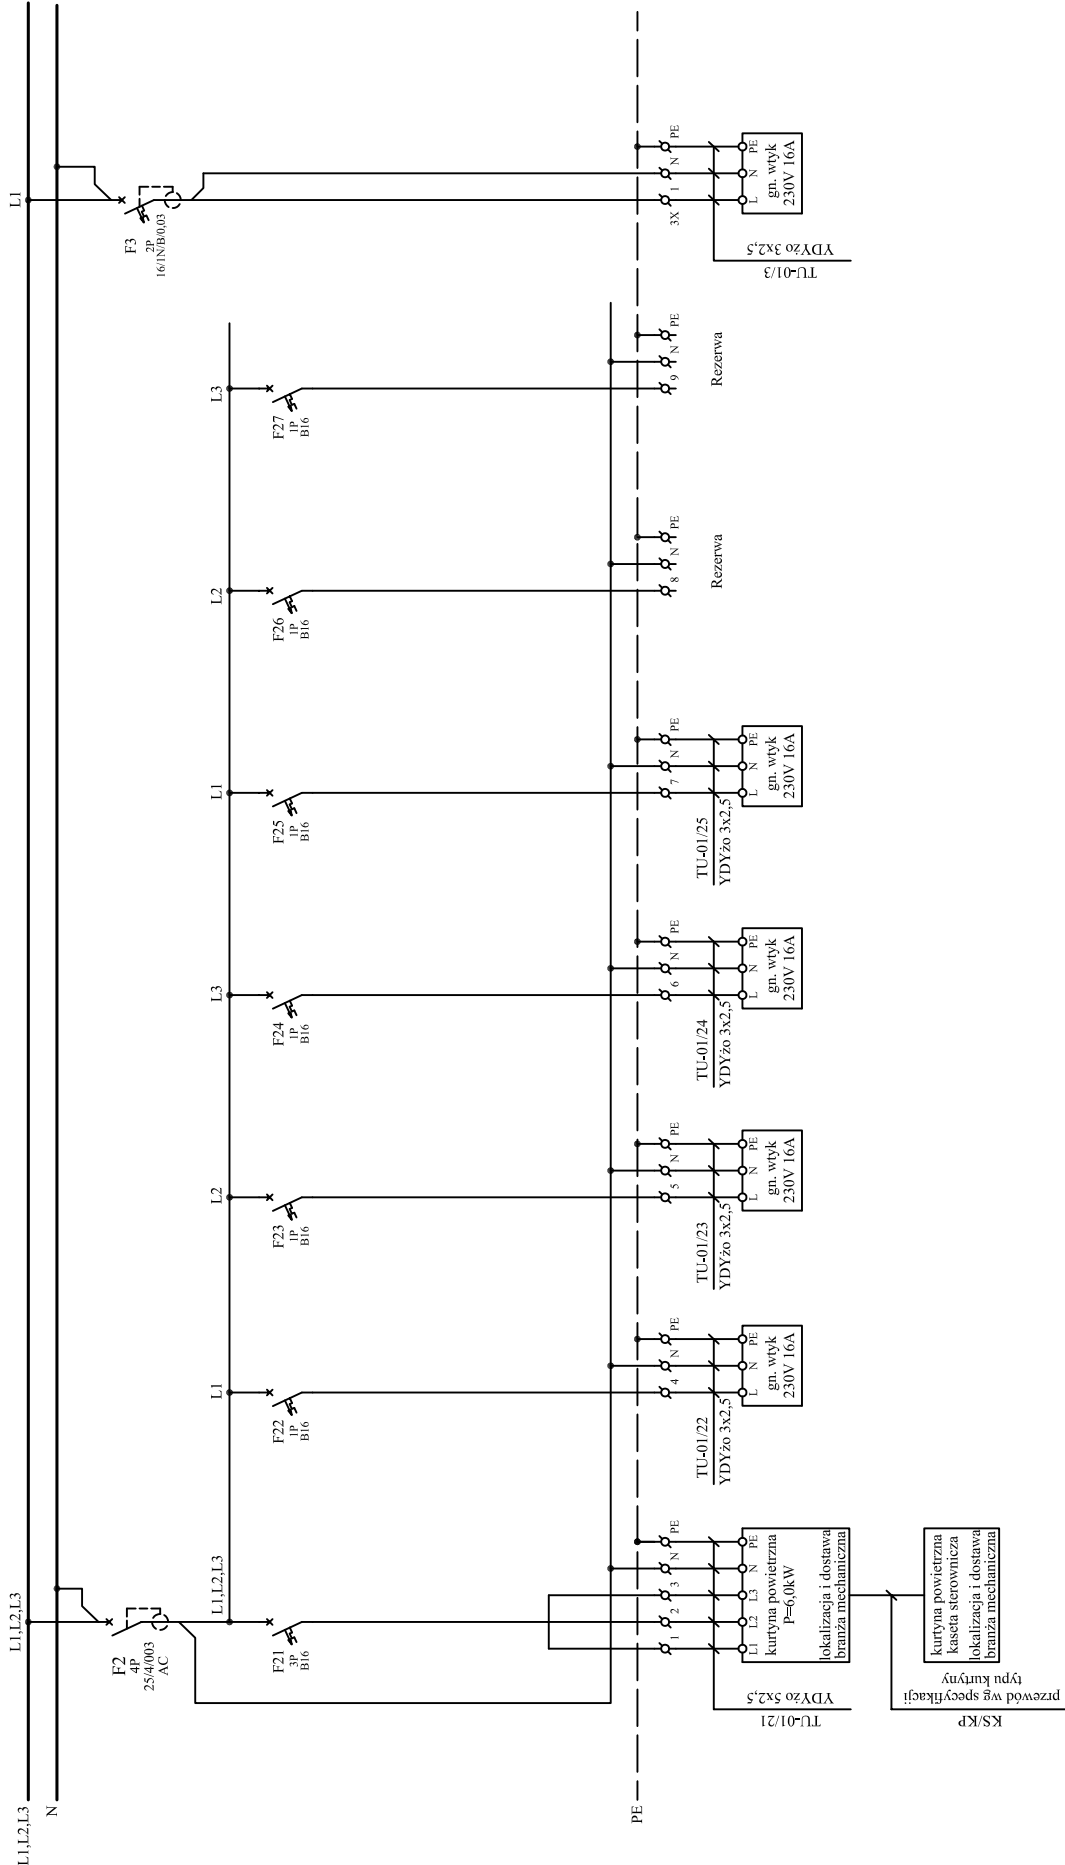 L1,L2,L3
N
PE
L1,L2,L3
F2
4P
25/4/003
AC
L1,L2,L3
F21
3P
B16
1
2
3
N
PE
TU-01/21
YDYżo 5x2,5
L1
L2
L3
N
PE
kurtyna powietrzna
P=6,0kW
lokalizacja i dostawa
branża mechaniczna
KS/KP
przewód wg specyfikacji
typu kurtyny
kurtyna powietrzna
kaseta sterownicza
lokalizacja i dostawa
branża mechaniczna
L1
F22
1P
B16
4
N
PE
TU-01/22
YDYżo 3x2,5
L
N
PE
gn. wtyk
230V 16A
L2
F23
1P
B16
5
N
PE
TU-01/23
YDYżo 3x2,5
L
N
PE
gn. wtyk
230V 16A
L3
F24
1P
B16
6
N
PE
TU-01/24
YDYżo 3x2,5
L
N
PE
gn. wtyk
230V 16A
L1
F25
1P
B16
7
N
PE
TU-01/25
YDYżo 3x2,5
L
N
PE
gn. wtyk
230V 16A
L2
F26
1P
B16
8
N
PE
Rezerwa
L3
F27
1P
B16
9
N
PE
Rezerwa
L1
F3
2P
16/1N/B/0,03
3X
1
N
PE
TU-01/3
YDYżo 3x2,5
L
N
PE
gn. wtyk
230V 16A